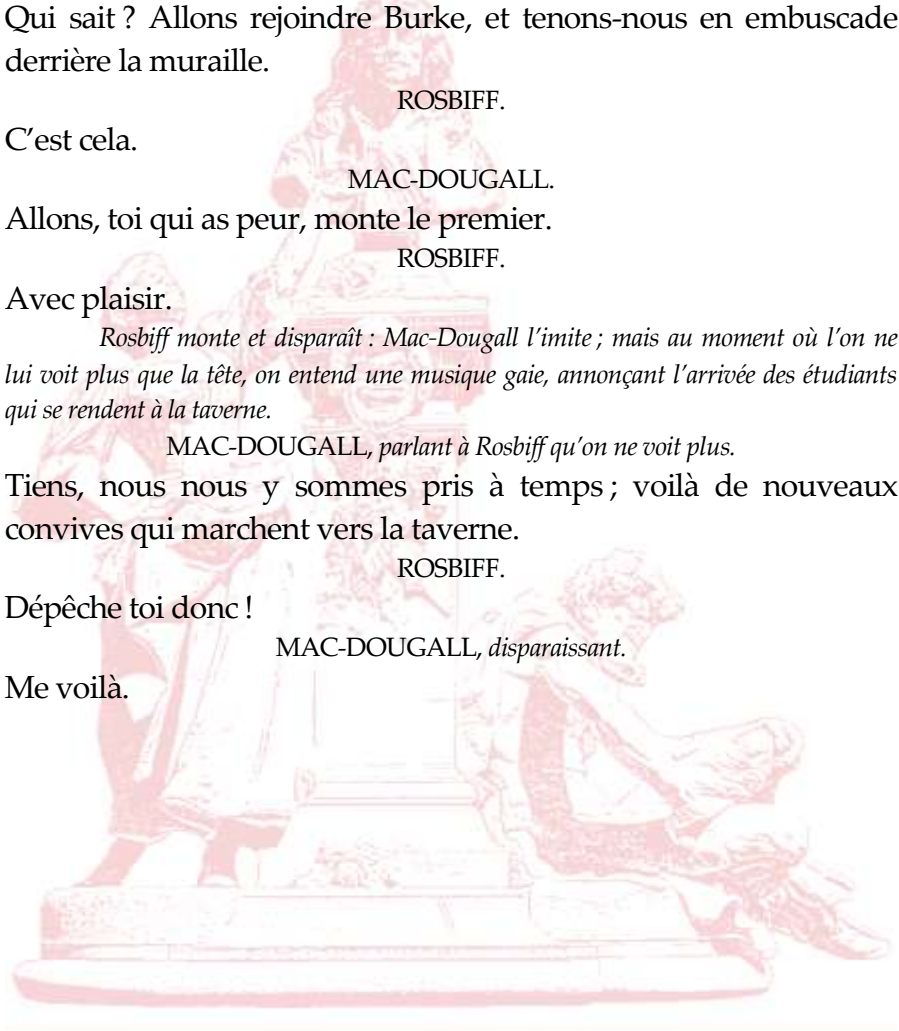 Qui sait ? Allons rejoindre Burke, et tenons-nous en embuscade
derrière la muraille.
ROSBIFF.
C’est cela.
MAC-DOUGALL.
Allons, toi qui as peur, monte le premier.
ROSBIFF.
Avec plaisir.
Rosbiff monte et disparaît : Mac-Dougall l’imite ; mais au moment où l’on ne
lui voit plus que la tête, on entend une musique gaie, annonçant l’arrivée des étudiants
qui se rendent à la taverne.
MAC-DOUGALL, parlant à Rosbiff qu’on ne voit plus.
Tiens, nous nous y sommes pris à temps ; voilà de nouveaux
convives qui marchent vers la taverne.
ROSBIFF.
Dépêche toi donc !
MAC-DOUGALL, disparaissant.
Me voilà.